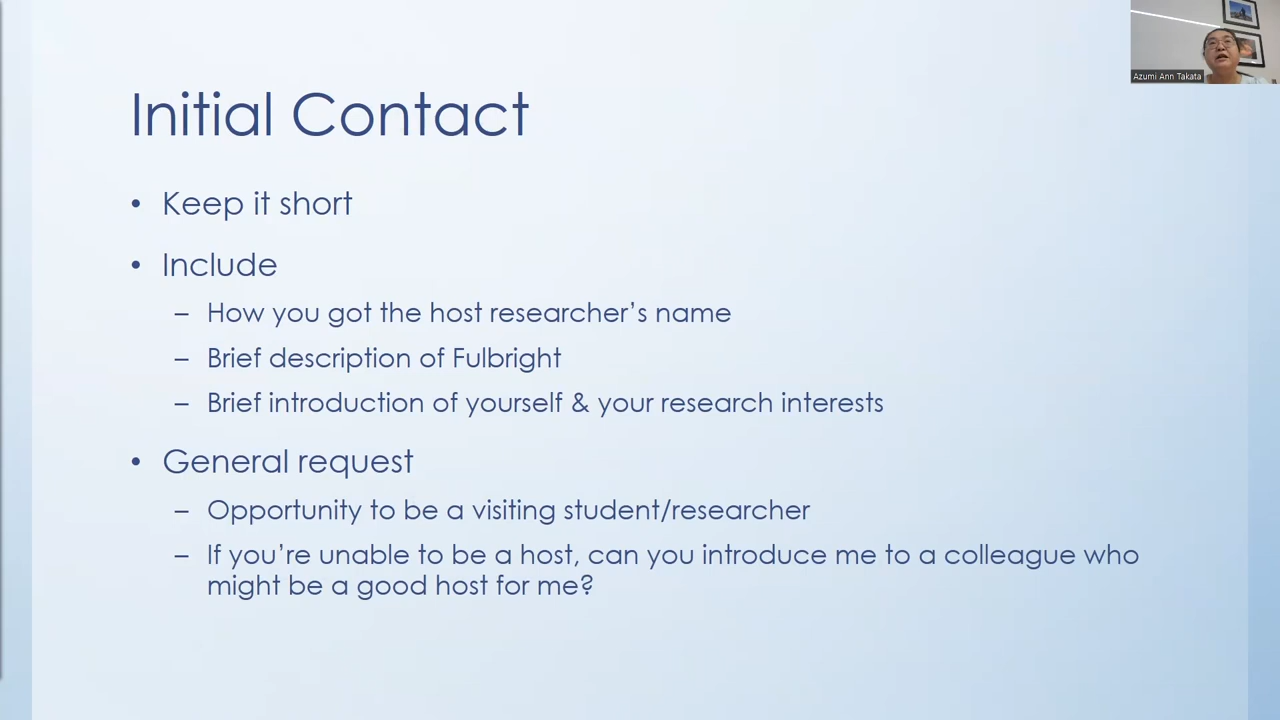 Azumi Ann Takata
Initial Contact
• Keep it short
• Include
– How you got the host researcher’s name
– Brief description of Fulbright
– Brief introduction of yourself & your research interests
• General request
– Opportunity to be a visiting student/researcher
– If you’re unable to be a host, can you introduce me to a colleague who
might be a good host for me?